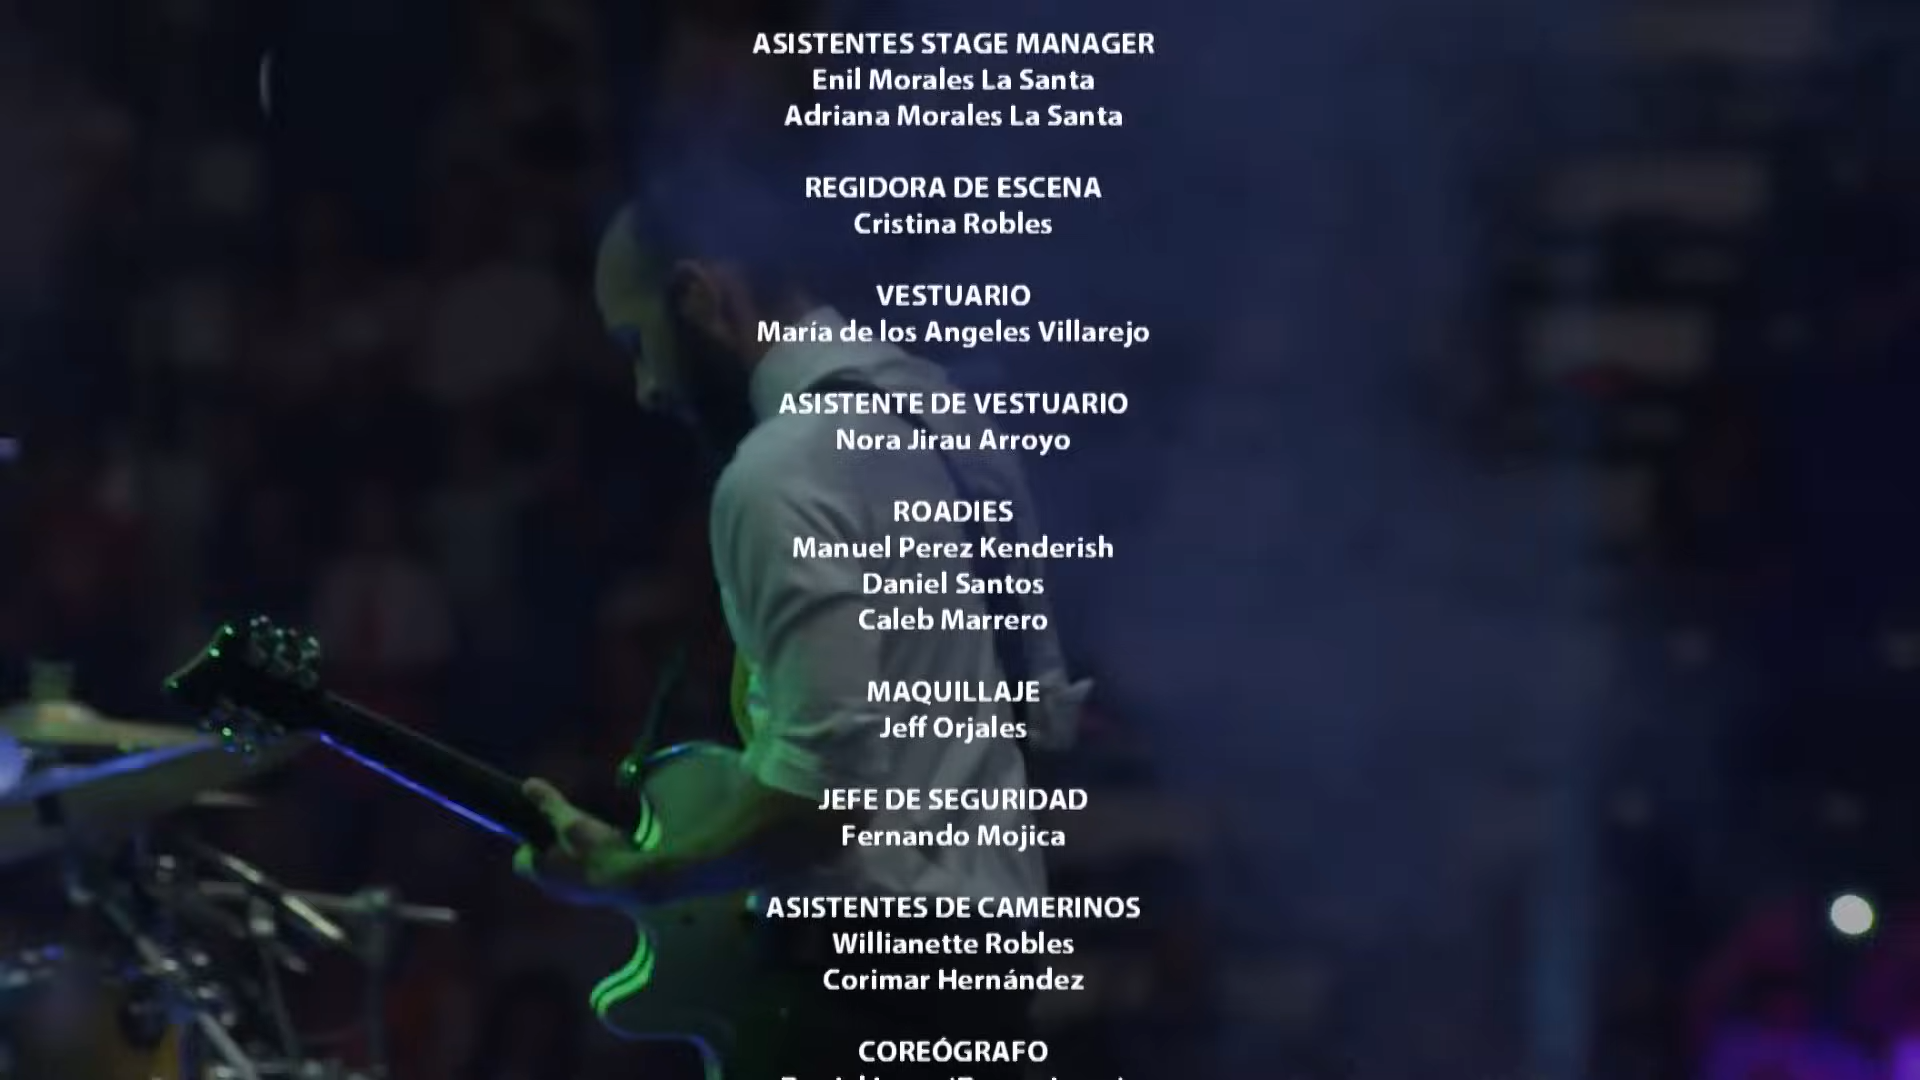 ASISTENTES STAGE MANAGER
Enil Morales La Santa
Adriana Morales La Santa
REGIDORA DE ESCENA
Cristina Robles
VESTUARIO
María de los Angeles Villarejo
ASISTENTE DE VESTUARIO
Nora Jirau Arroyo
ROADIES
Manuel Perez Kenderish
Daniel Santos
Caleb Marrero
MAQUILLAJE
Jeff Orjales
JEFE DE SEGURIDAD
Fernando Mojica
ASISTENTES DE CAMERINOS
Willianette Robles
Corimar Hernández
COREÓGRAFO